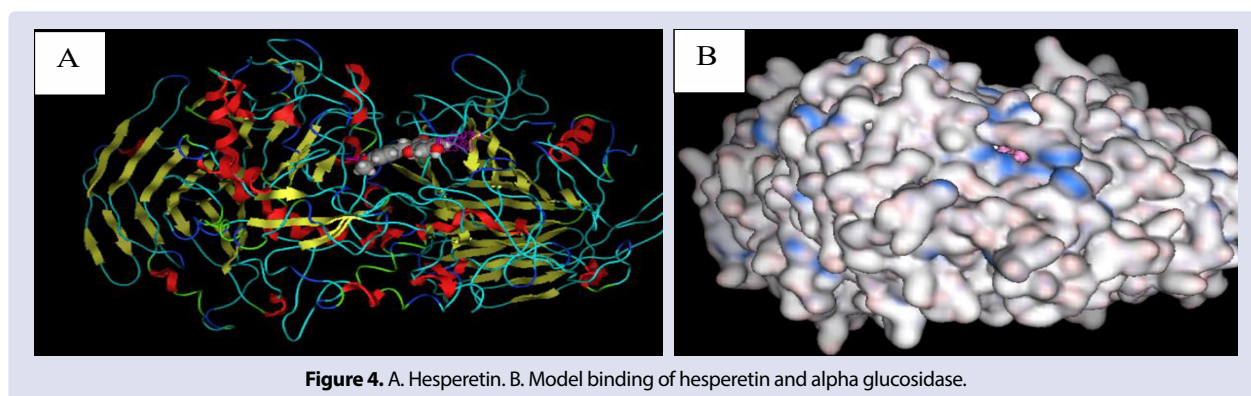 A
B
Figure 4. A. Hesperetin. B. Model binding of hesperetin and alpha glucosidase.